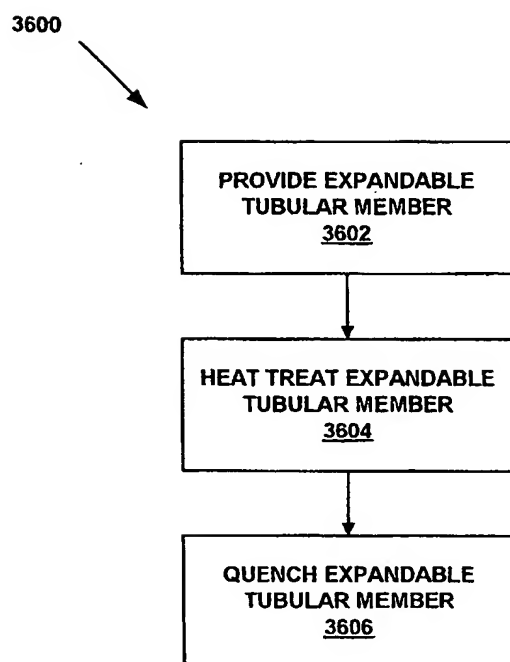 3600
PROVIDE EXPANDABLE
TUBULAR MEMBER
3602
HEAT TREAT EXPANDABLE
TUBULAR MEMBER
3604
QUENCH EXPANDABLE
TUBULAR MEMBER
3606